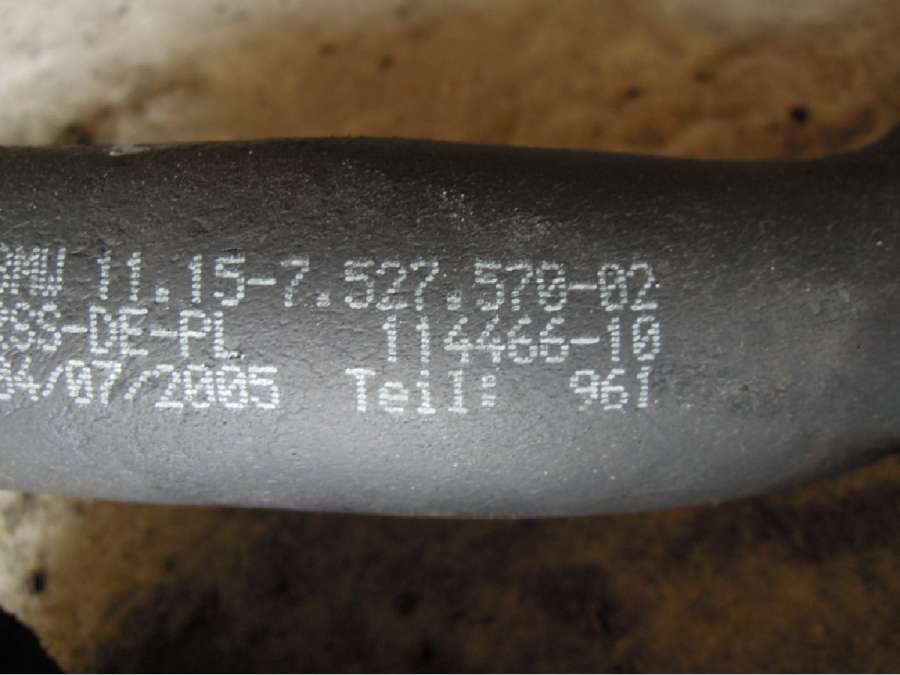 BMW 11.15-7.527.570-02
SS-DE-PL 114466-10
04/07/2005 Teil: 961